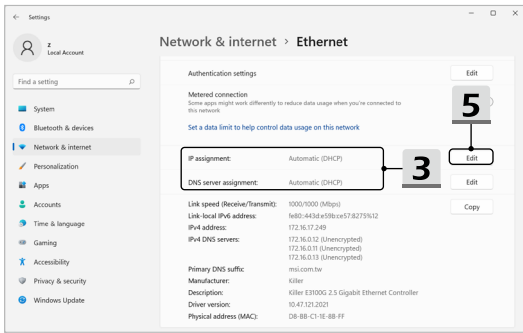 Settings
z
Local Account
Find a setting
System
Bluetooth & devices
Network & internet
Personalization
Apps
Accounts
Time & language
Gaming
Accessibility
Privacy & security
Windows Update
Network & internet > Ethernet
Authentication settings
Edit
Metered connection
Some apps might work differently to reduce data usage when you're connected to
this network
Set a data limit to help control data usage on this network
5
IP assignment: Automatic (DHCP)
Edit
3
DNS server assignment: Automatic (DHCP)
Edit
Link speed (Receive/Transmit): 1000/1000 (Mbps)
Copy
Link-local IPv6 address: fe80::443d:e59b:ce57:8275%12
IPv4 address: 172.16.17.249
IPv4 DNS servers: 172.16.0.12 (Unencrypted)
172.16.0.11 (Unencrypted)
172.16.0.13 (Unencrypted)
Primary DNS suffix: msi.com.tw
Manufacturer: Killer
Description: Killer E3100G 2.5 Gigabit Ethernet Controller
Driver version: 10.47.121.2021
Physical address (MAC): D8-BB-C1-1E-8B-FF